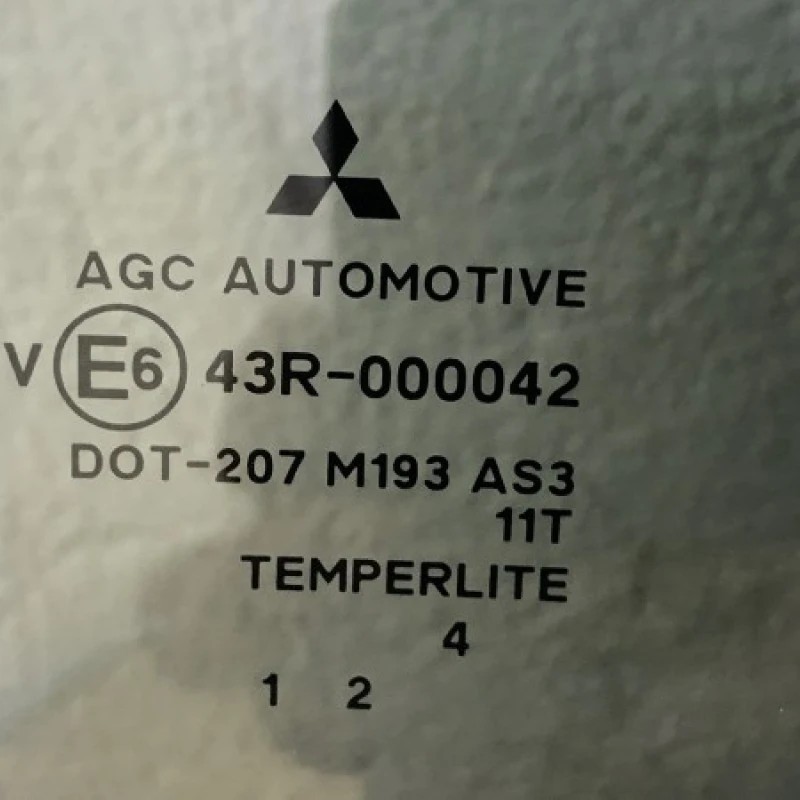 AGC AUTOMOTIVE
V E6 43R-000042
DOT-207 M193 AS3
11T
TEMPERLITE
4
1 2